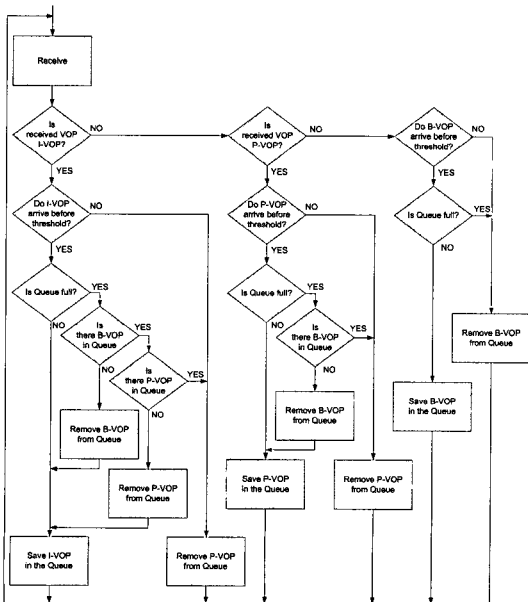 Receive
Is
received VOP
I-VOP?
NO
YES
Is
received VOP
P-VOP?
NO
YES
Do B-VOP
arrive before
threshold?
NO
YES
Do I-VOP
arrive before
threshold?
NO
YES
Do P-VOP
arrive before
threshold?
NO
YES
Is Queue full?
YES
NO
Is Queue full?
YES
NO
Is
there B-VOP
in Queue
YES
NO
Is
there P-VOP
in Queue
YES
NO
Is Queue full?
YES
NO
Is
there B-VOP
in Queue
YES
NO
Remove B-VOP
from Queue
Save B-VOP
in the Queue
Remove B-VOP
from Queue
Remove B-VOP
from Queue
Remove P-VOP
from Queue
Save P-VOP
in the Queue
Remove P-VOP
from Queue
Save I-VOP
in the Queue
Remove P-VOP
from Queue